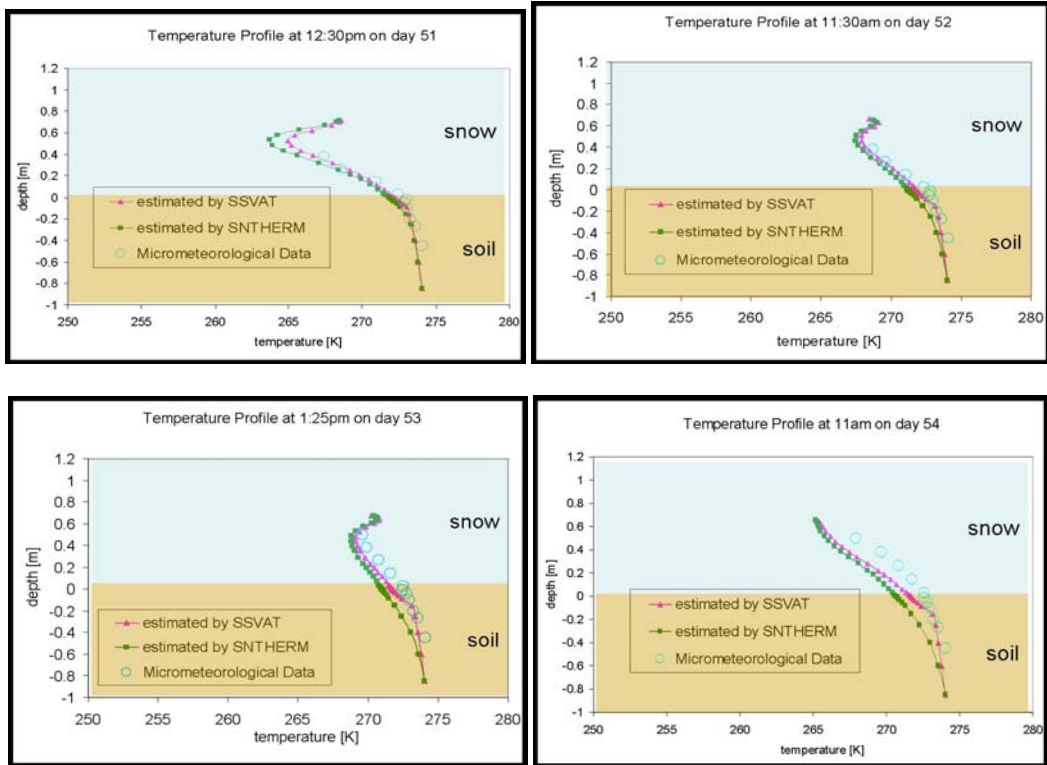 Temperature Profile at 12:30pm on day 51
1.2
1
0.8
0.6
0.4
0.2
0
-0.2
-0.4
-0.6
-0.8
-1
depth [m]
snow
soil
estimated by SSVAT
estimated by SNTHERM
Micrometeorological Data
250 255 260 265 270 275 280
temperature [K]
Temperature Profile at 11:30am on day 52
1.2
1
0.8
0.6
0.4
0.2
0
-0.2
-0.4
-0.6
-0.8
-1
depth [m]
snow
soil
estimated by SSVAT
estimated by SNTHERM
Micrometeorological Data
250 255 260 265 270 275 280
temperature [K]
Temperature Profile at 1:25pm on day 53
1.2
1
0.8
0.6
0.4
0.2
0
-0.2
-0.4
-0.6
-0.8
-1
depth [m]
snow
soil
estimated by SSVAT
estimated by SNTHERM
Micrometeorological Data
250 255 260 265 270 275 280
temperature [K]
Temperature Profile at 11am on day 54
1.2
1
0.8
0.6
0.4
0.2
0
-0.2
-0.4
-0.6
-0.8
-1
depth [m]
snow
soil
estimated by SSVAT
estimated by SNTHERM
Micrometeorological Data
250 255 260 265 270 275 280
temperature [K]